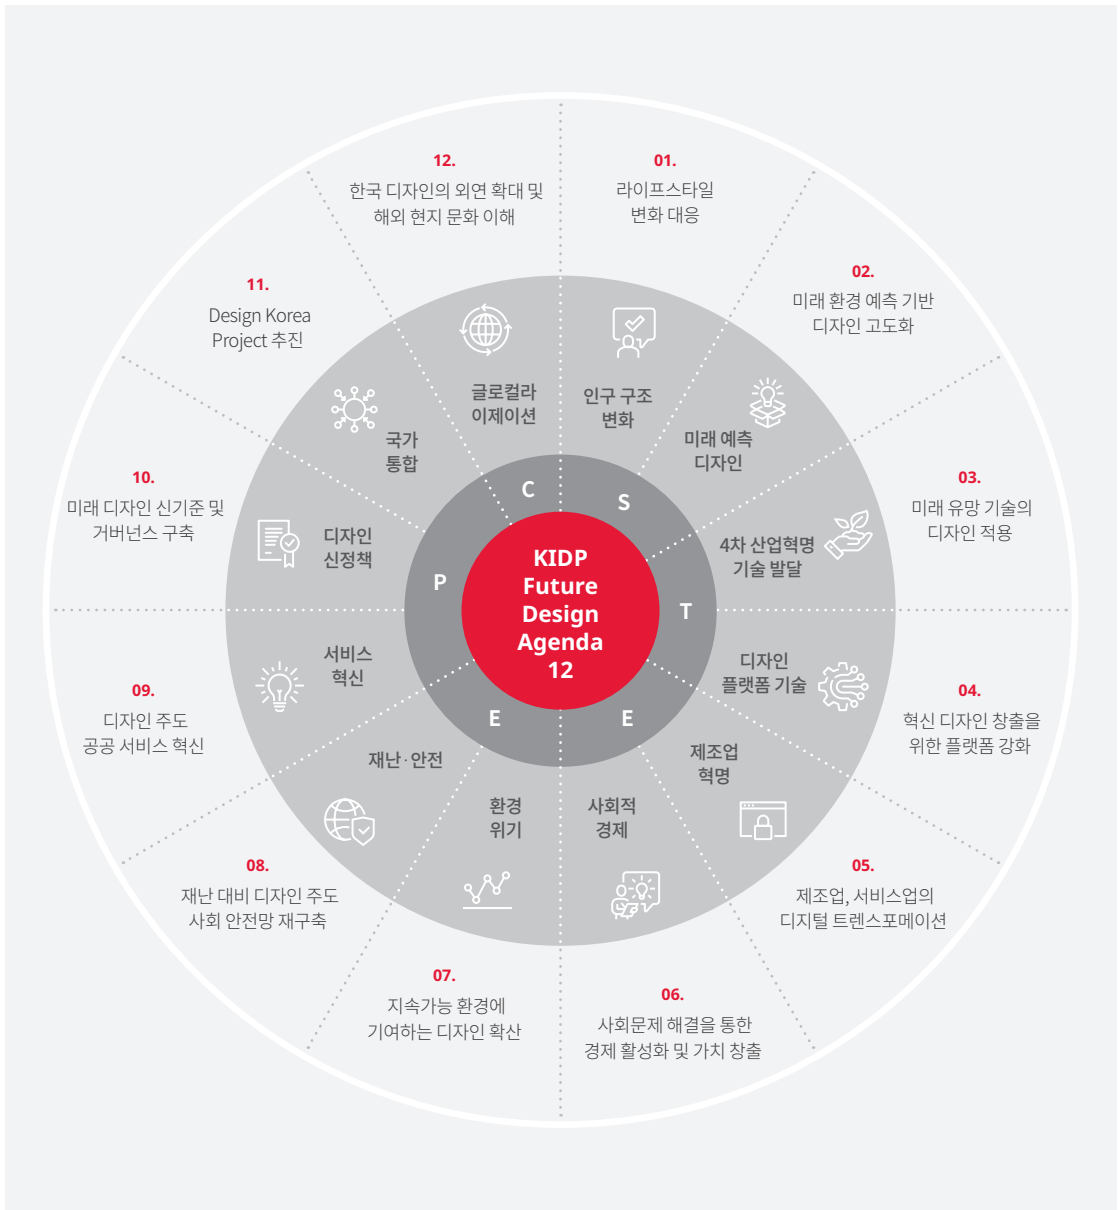 KIDP
Future
Design
Agenda
12
S
T
E
E
P
C
01.
라이프스타일
변화 대응
인구 구조
변화
02.
미래 환경 예측 기반
디자인 고도화
미래 예측
디자인
03.
미래 유망 기술의
디자인 적용
4차 산업혁명
기술 발달
04.
혁신 디자인 창출을
위한 플랫폼 강화
디자인
플랫폼 기술
05.
제조업, 서비스업의
디지털 트렌스포메이션
제조업
혁명
06.
사회문제 해결을 통한
경제 활성화 및 가치 창출
사회적
경제
07.
지속가능 환경에
기여하는 디자인 확산
환경
위기
08.
재난 대비 디자인 주도
사회 안전망 재구축
재난·안전
09.
디자인 주도
공공 서비스 혁신
서비스
혁신
10.
미래 디자인 신기준 및
거버넌스 구축
디자인
신정책
11.
Design Korea
Project 추진
국가
통합
12.
한국 디자인의 외연 확대 및
해외 현지 문화 이해
글로컬라
이제이션